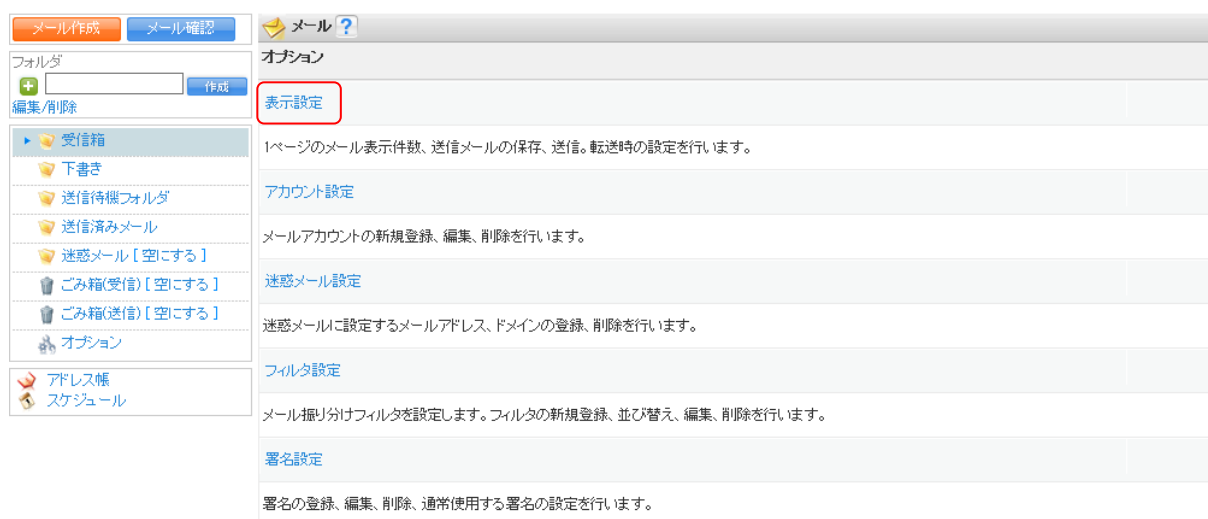 メール作成 メール確認
フォルダ
作成
編集/削除
受信箱
下書き
送信待機フォルダ
送信済みメール
迷惑メール [ 空にする ]
ごみ箱(受信) [ 空にする ]
ごみ箱(送信) [ 空にする ]
オプション
アドレス帳
スケジュール
メール ?
オプション
表示設定
1ページのメール表示件数、送信メールの保存、送信。転送時の設定を行います。
アカウント設定
メールアカウントの新規登録、編集、削除を行います。
迷惑メール設定
迷惑メールに設定するメールアドレス、ドメインの登録、削除を行います。
フィルタ設定
メール振り分けフィルタを設定します。フィルタの新規登録、並び替え、編集、削除を行います。
署名設定
署名の登録、編集、削除、通常使用する署名の設定を行います。